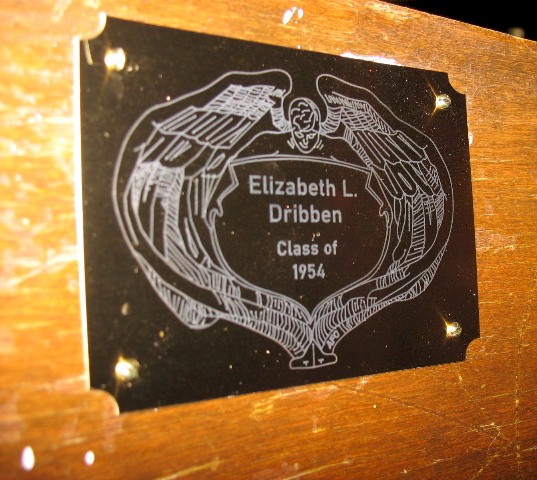 Elizabeth L.
Dribben
Class of
1954